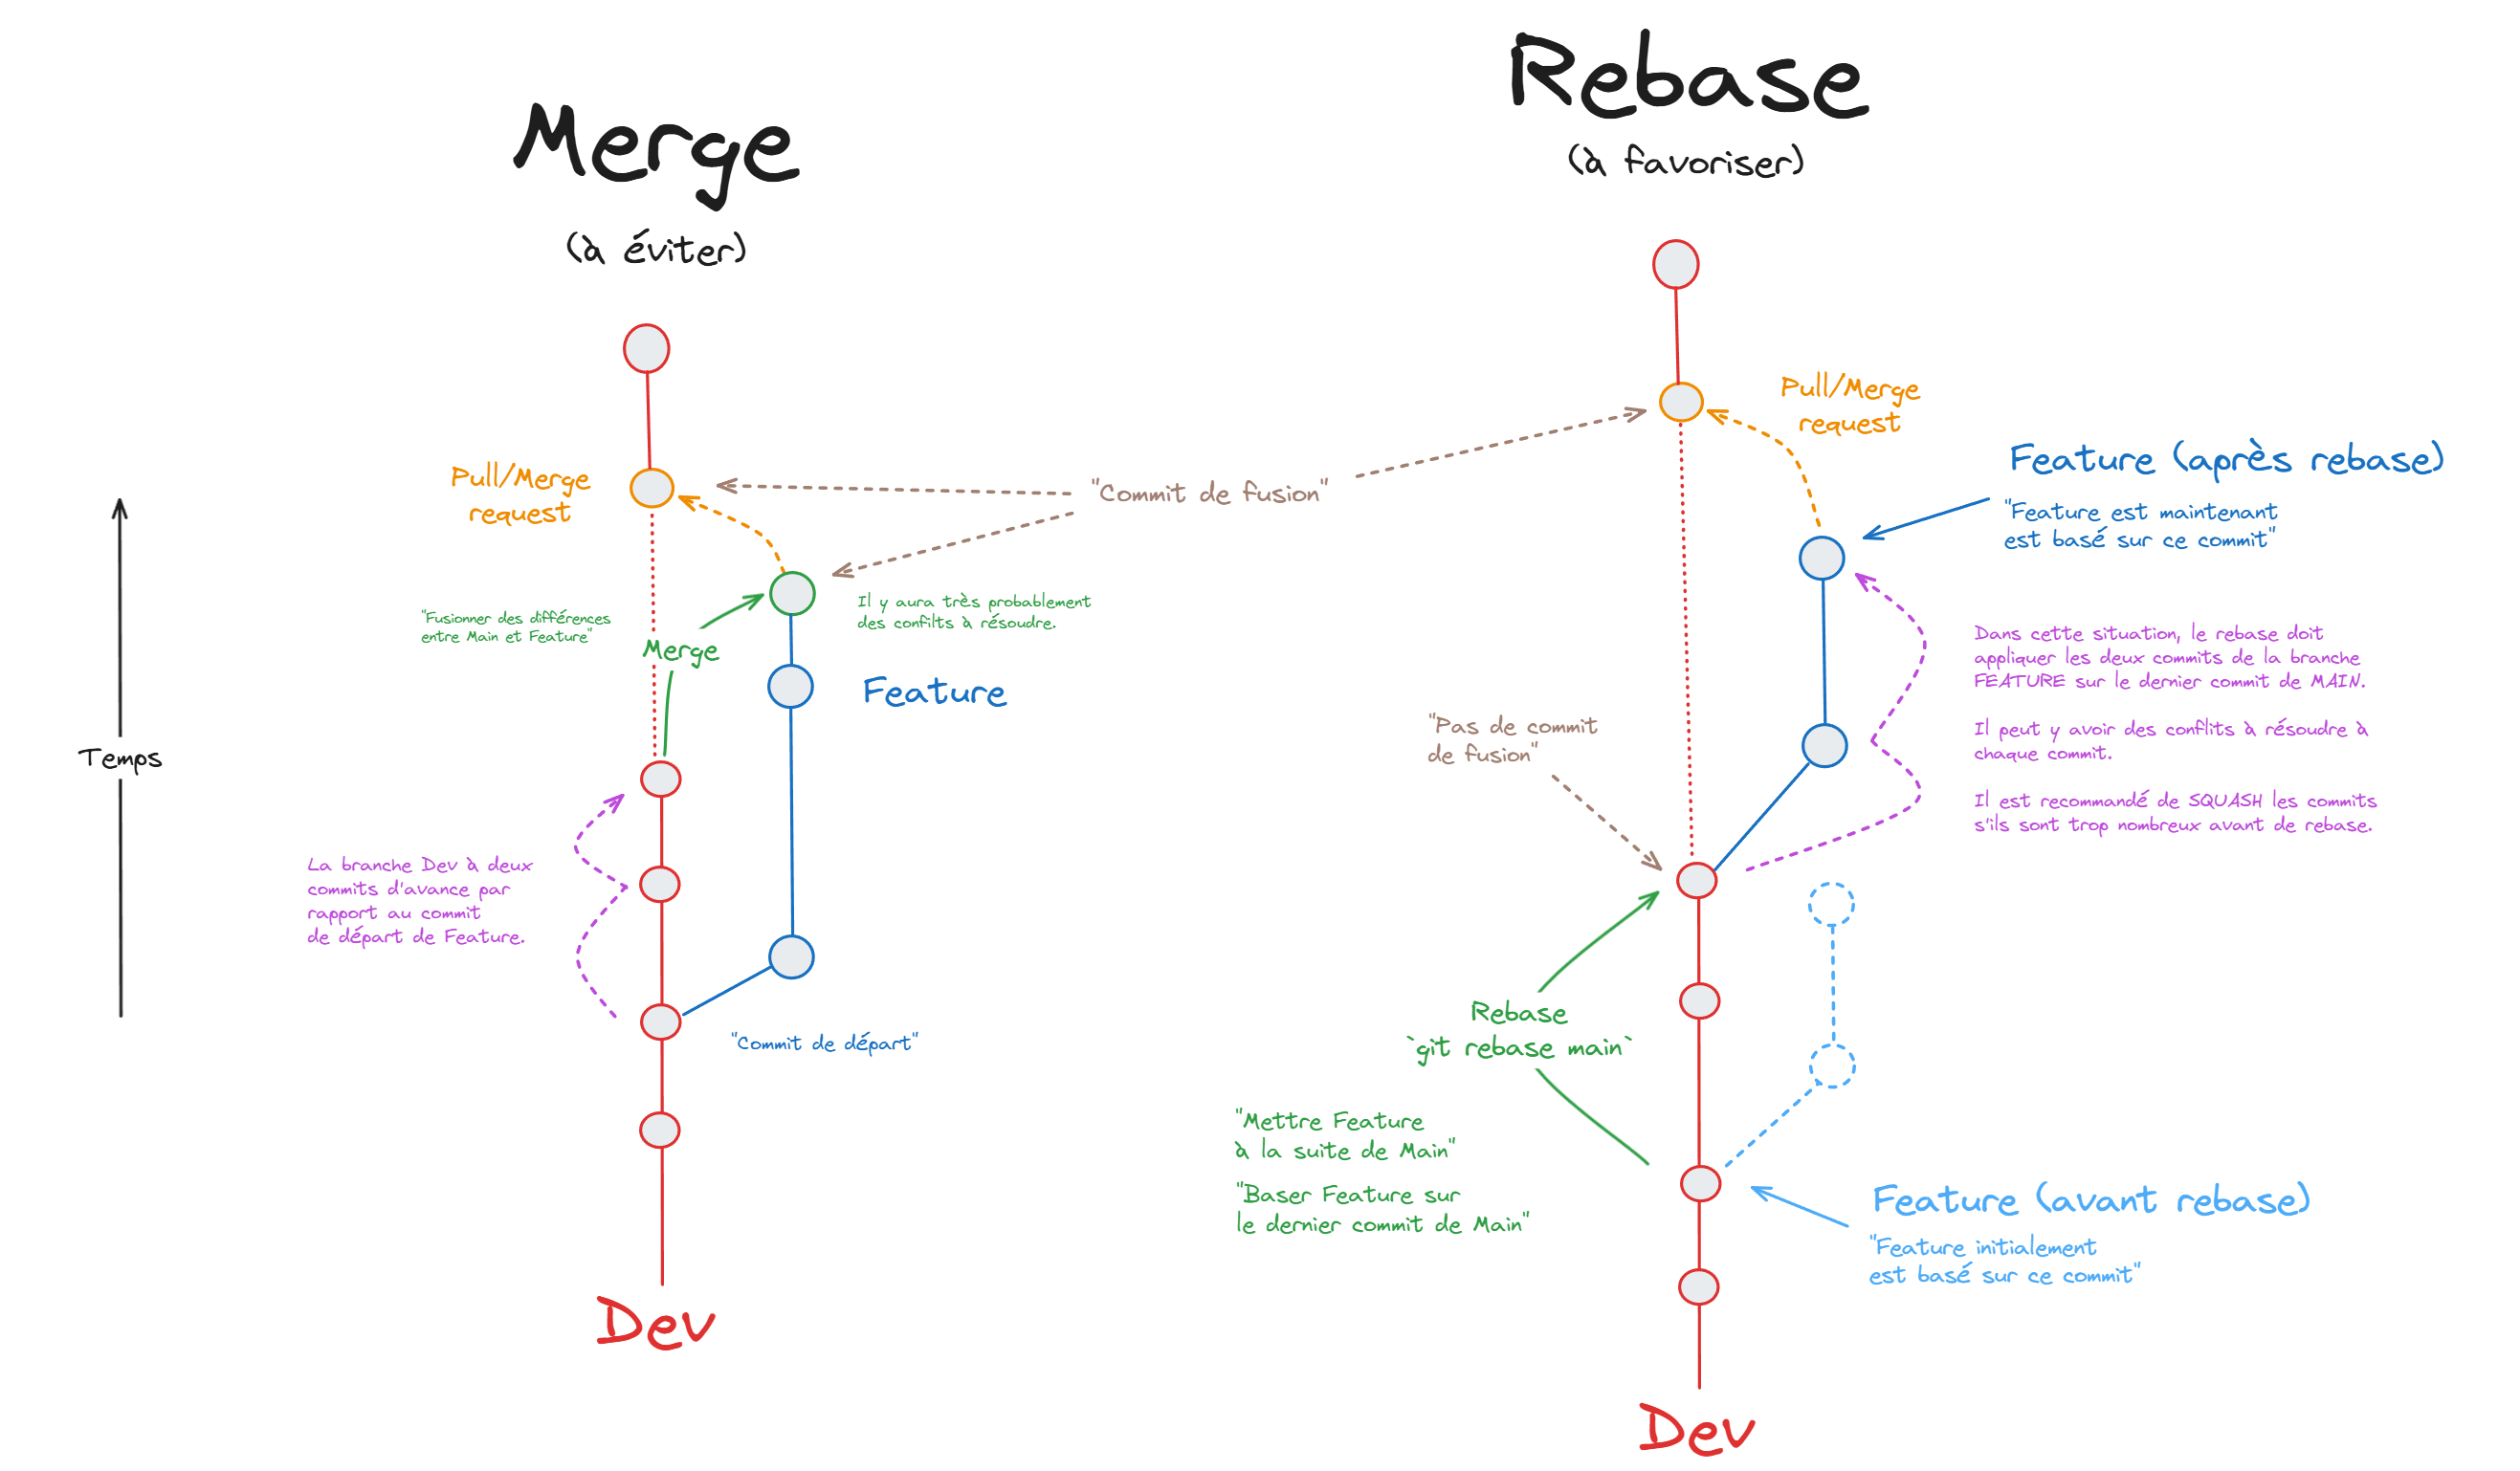 Merge
(à éviter)
Pull/Merge
request
"Commit de fusion"
"Fusionner des différences
entre Main et Feature"
Merge
Il y aura très probablement
des confilts à résoudre.
Feature
Temps
La branche Dev à deux
commits d'avance par
rapport au commit
de départ de Feature.
"Commit de départ"
Dev
Rebase
(à favoriser)
Pull/Merge
request
Feature (après rebase)
"Feature est maintenant
est basé sur ce commit"
Dans cette situation, le rebase doit
appliquer les deux commits de la branche
FEATURE sur le dernier commit de MAIN.
Il peut y avoir des conflits à résoudre à
chaque commit.
Il est recommandé de SQUASH les commits
s'ils sont trop nombreux avant de rebase.
"Pas de commit
de fusion"
Rebase
`git rebase main`
"Mettre Feature
à la suite de Main"
"Baser Feature sur
le dernier commit de Main"
Feature (avant rebase)
"Feature initialement
est basé sur ce commit"
Dev